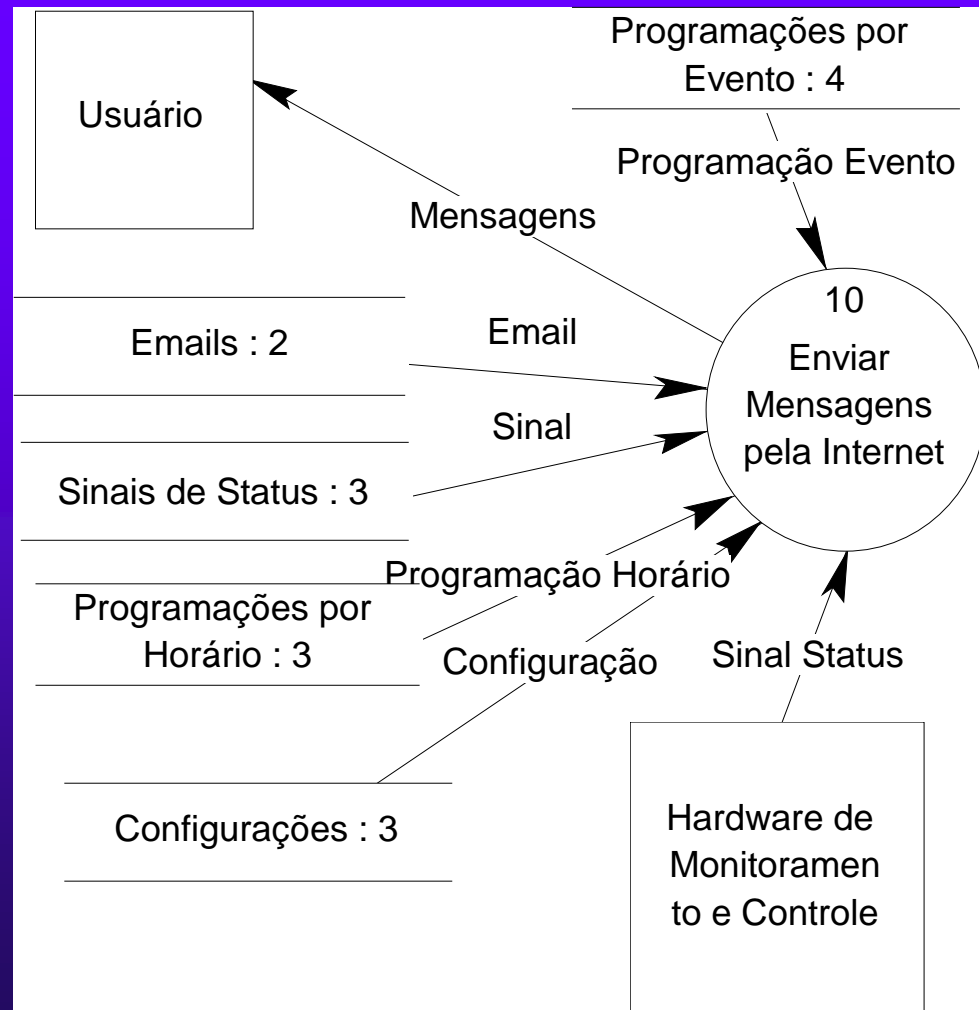 Programações por
Evento : 4
Usuário
Programação Evento
Mensagens
10
Enviar
Mensagens
pela Internet
Emails : 2
Email
Sinal
Sinais de Status : 3
Programação Horário
Programações por
Horário : 3
Configuração
Sinal Status
Configurações : 3
Hardware de
Monitoramen
to e Controle